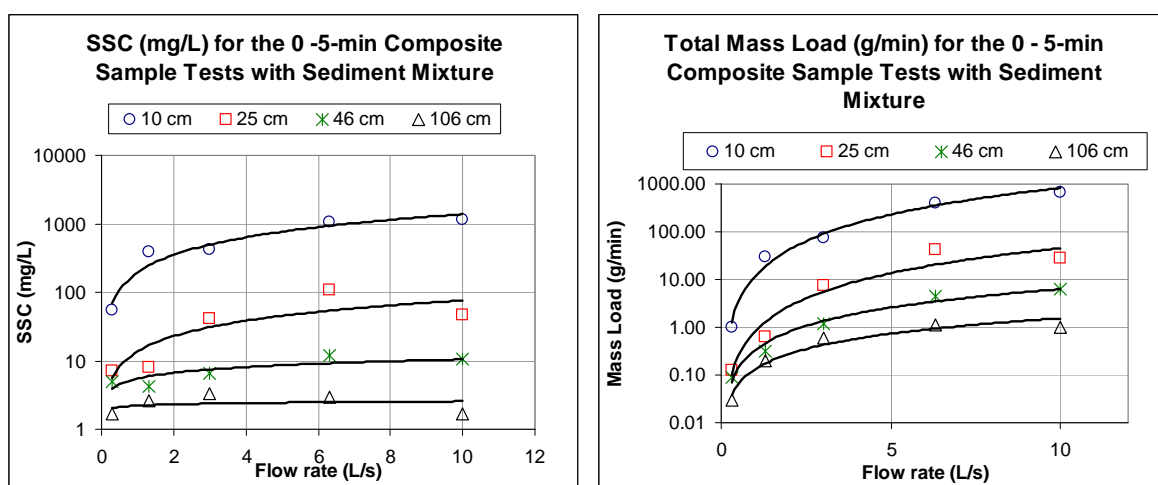 SSC (mg/L) for the 0 -5-min Composite
Sample Tests with Sediment Mixture
10 cm 25 cm 46 cm 106 cm
10000
1000
100
10
1
SSC (mg/L)
0 2 4 6 8 10 12
Flow rate (L/s)
Total Mass Load (g/min) for the 0 - 5-min
Composite Sample Tests with Sediment
Mixture
10 cm 25 cm 46 cm 106 cm
1000.00
100.00
10.00
1.00
0.10
0.01
Mass Load (g/min)
0 5 10
Flow rate (L/s)